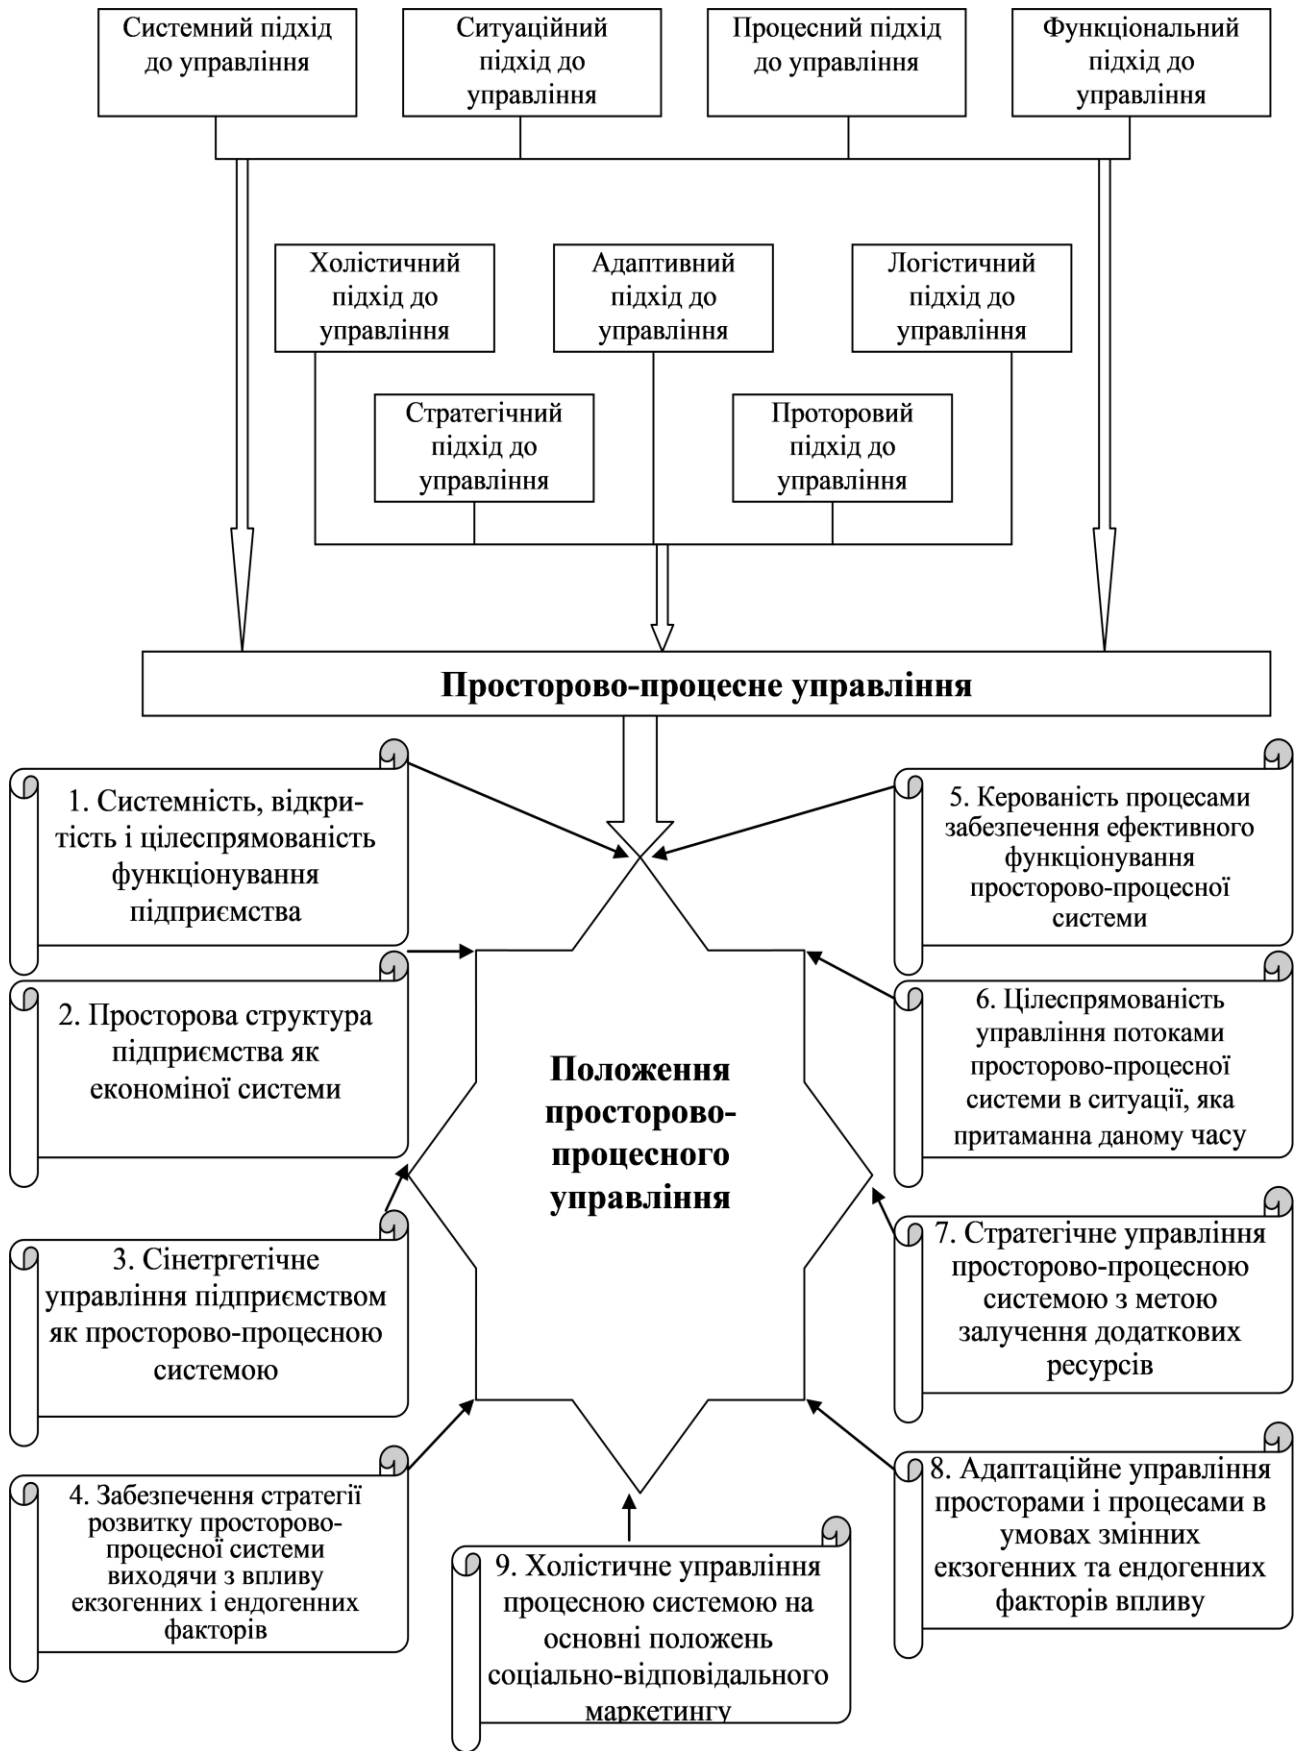 Системний підхід
до управління
Ситуаційний
підхід до
управління
Процесний підхід
до управління
Функціональний
підхід до
управління
Холістичний
підхід до
управління
Адаптивний
підхід до
управління
Логістичний
підхід до
управління
Стратегічний
підхід до
управління
Проторовий
підхід до
управління
Просторово-процесне управління
1. Системність, відкри-
тість і цілеспрямованість
функціонування
підприємства
2. Просторова структура
підприємства як
економіної системи
3. Сінетргетічне
управління підприємством
як просторово-процесною
системою
4. Забезпечення стратегії
розвитку просторово-
процесної системи
виходячи з впливу
екзогенних і ендогенних
факторів
Положення
просторово-
процесного
управління
5. Керованість процесами
забезпечення ефективного
функціонування
просторово-процесної
системи
6. Цілеспрямованість
управління потоками
просторово-процесної
системи в ситуації, яка
притаманна даному часу
7. Стратегічне управління
просторово-процесною
системою з метою
залучення додаткових
ресурсів
8. Адаптаційне управління
просторами і процесами в
умовах змінних
екзогенних та ендогенних
факторів впливу
9. Холістичне управління
процесною системою на
основні положень
соціально-відповідального
маркетингу